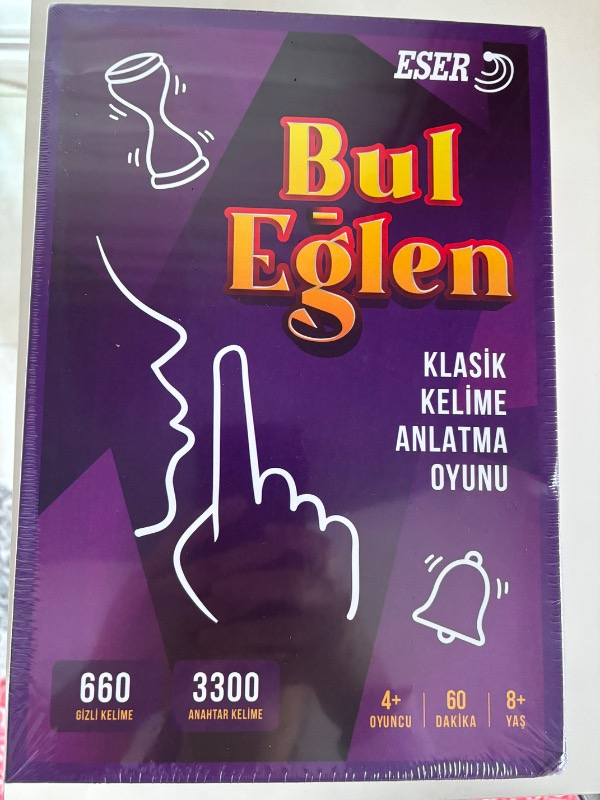 ESER
Bul
Eğlen
KLASİK
KELİME
ANLATMA
OYUNU
660
GİZLİ KELİME
3300
ANAHTAR KELİME
4+
OYUNCU
60
DAKİKA
8+
YAŞ